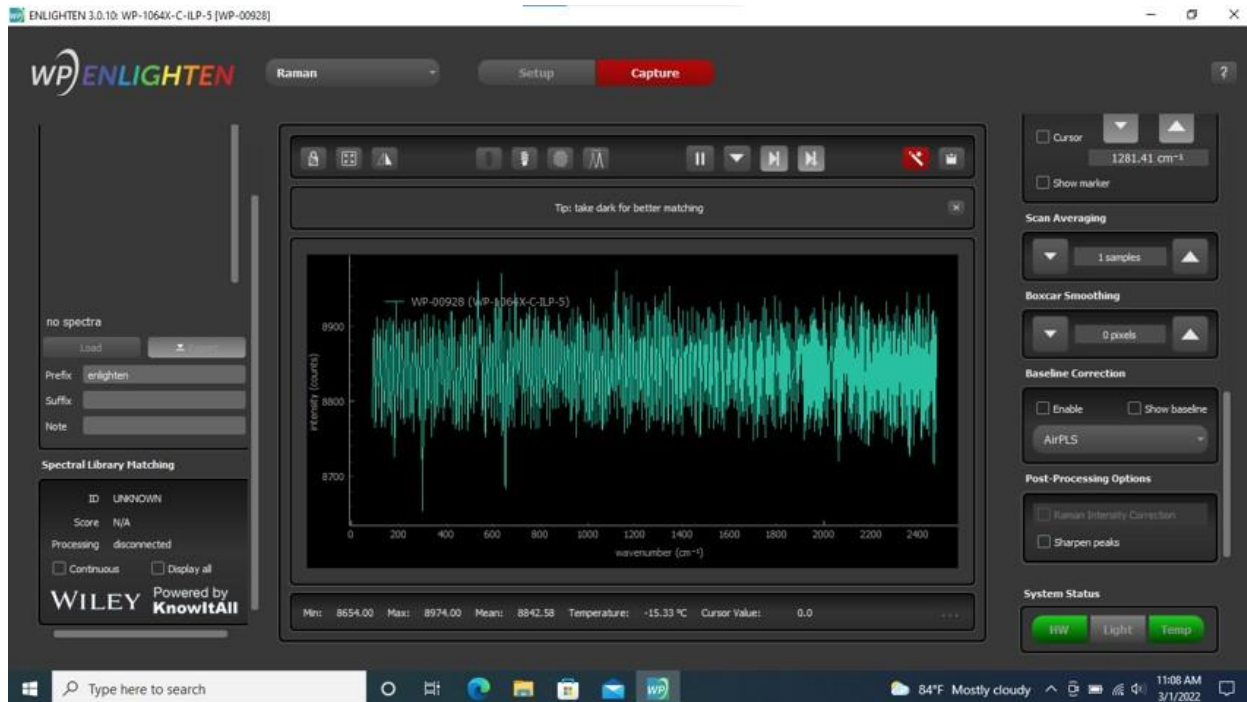 ENLIGHTEN 3.0.10: WP-1064X-C-ILP-5 [WP-00928]
WP ENLIGHTEN
Raman
Setup
Capture
?
Tip: take dark for better matching
WP-00928 (WP-1064X-C-ILP-5)
8900
8800
8700
intensity (counts)
0 200 400 600 800 1000 1200 1400 1600 1800 2000 2200 2400
wavenumber (cm⁻¹)
Min: 8654.00 Max: 8974.00 Mean: 8842.58 Temperature: -15.33 °C Cursor Value: 0.0 ...
no spectra
Load
Export
Prefix enlighten
Suffix
Note
Spectral Library Matching
ID UNKNOWN
Score N/A
Processing disconnected
Continuous Display all
WILEY Powered by KnowItAll
Cursor
1281.41 cm⁻¹
Show marker
Scan Averaging
1 samples
Boxcar Smoothing
0 pixels
Baseline Correction
Enable Show baseline
AirPLS
Post-Processing Options
Raman Intensity Correction
Sharpen peaks
System Status
HW Light Temp
Type here to search
84°F Mostly cloudy
11:08 AM
3/1/2022